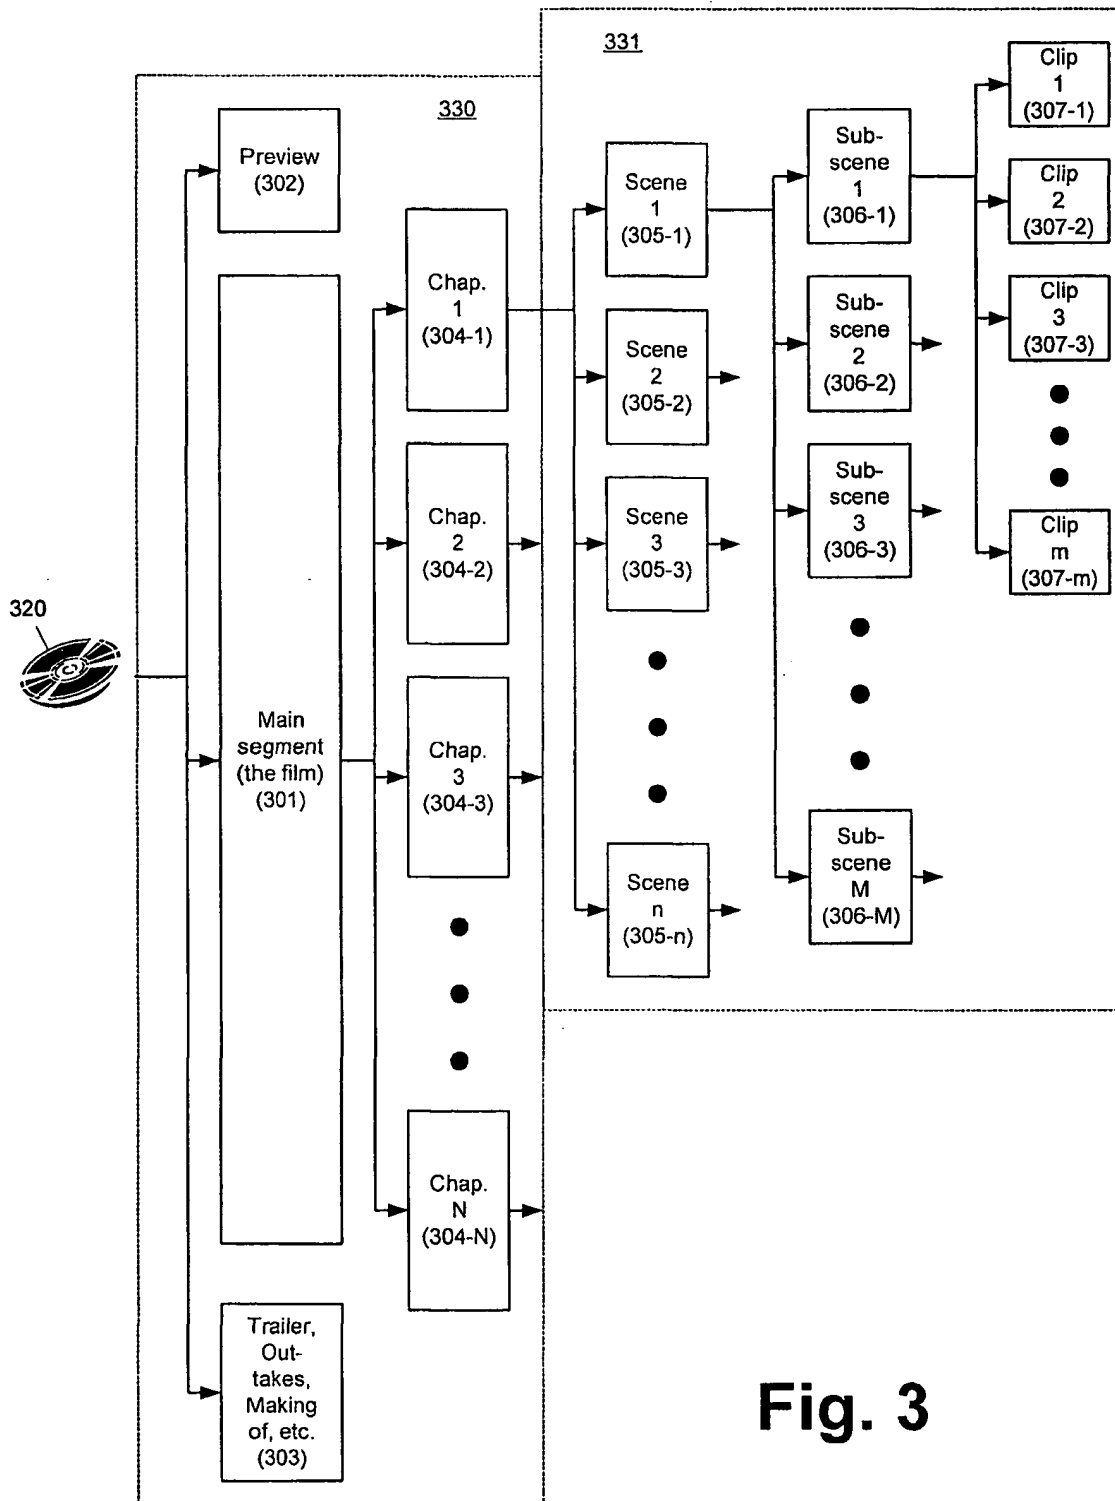 331
330
320
Preview
(302)
Main
segment
(the film)
(301)
Trailer,
Out-
takes,
Making
of, etc.
(303)
Chap.
1
(304-1)
Chap.
2
(304-2)
Chap.
3
(304-3)
Chap.
N
(304-N)
Scene
1
(305-1)
Scene
2
(305-2)
Scene
3
(305-3)
Scene
n
(305-n)
Sub-
scene
1
(306-1)
Sub-
scene
2
(306-2)
Sub-
scene
3
(306-3)
Sub-
scene
M
(306-M)
Clip
1
(307-1)
Clip
2
(307-2)
Clip
3
(307-3)
Clip
m
(307-m)
Fig. 3